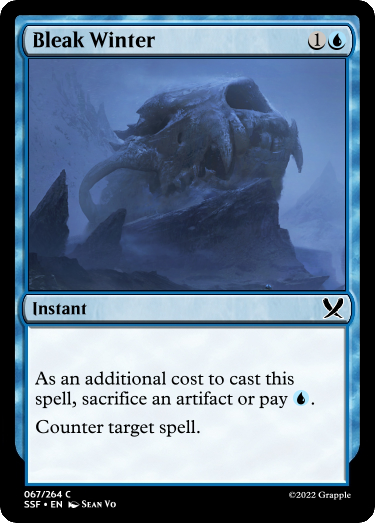 Bleak Winter 1
Instant
As an additional cost to cast this
spell, sacrifice an artifact or pay .
Counter target spell.
067/264 C
SSF • EN Sean Vo
©2022 Grapple